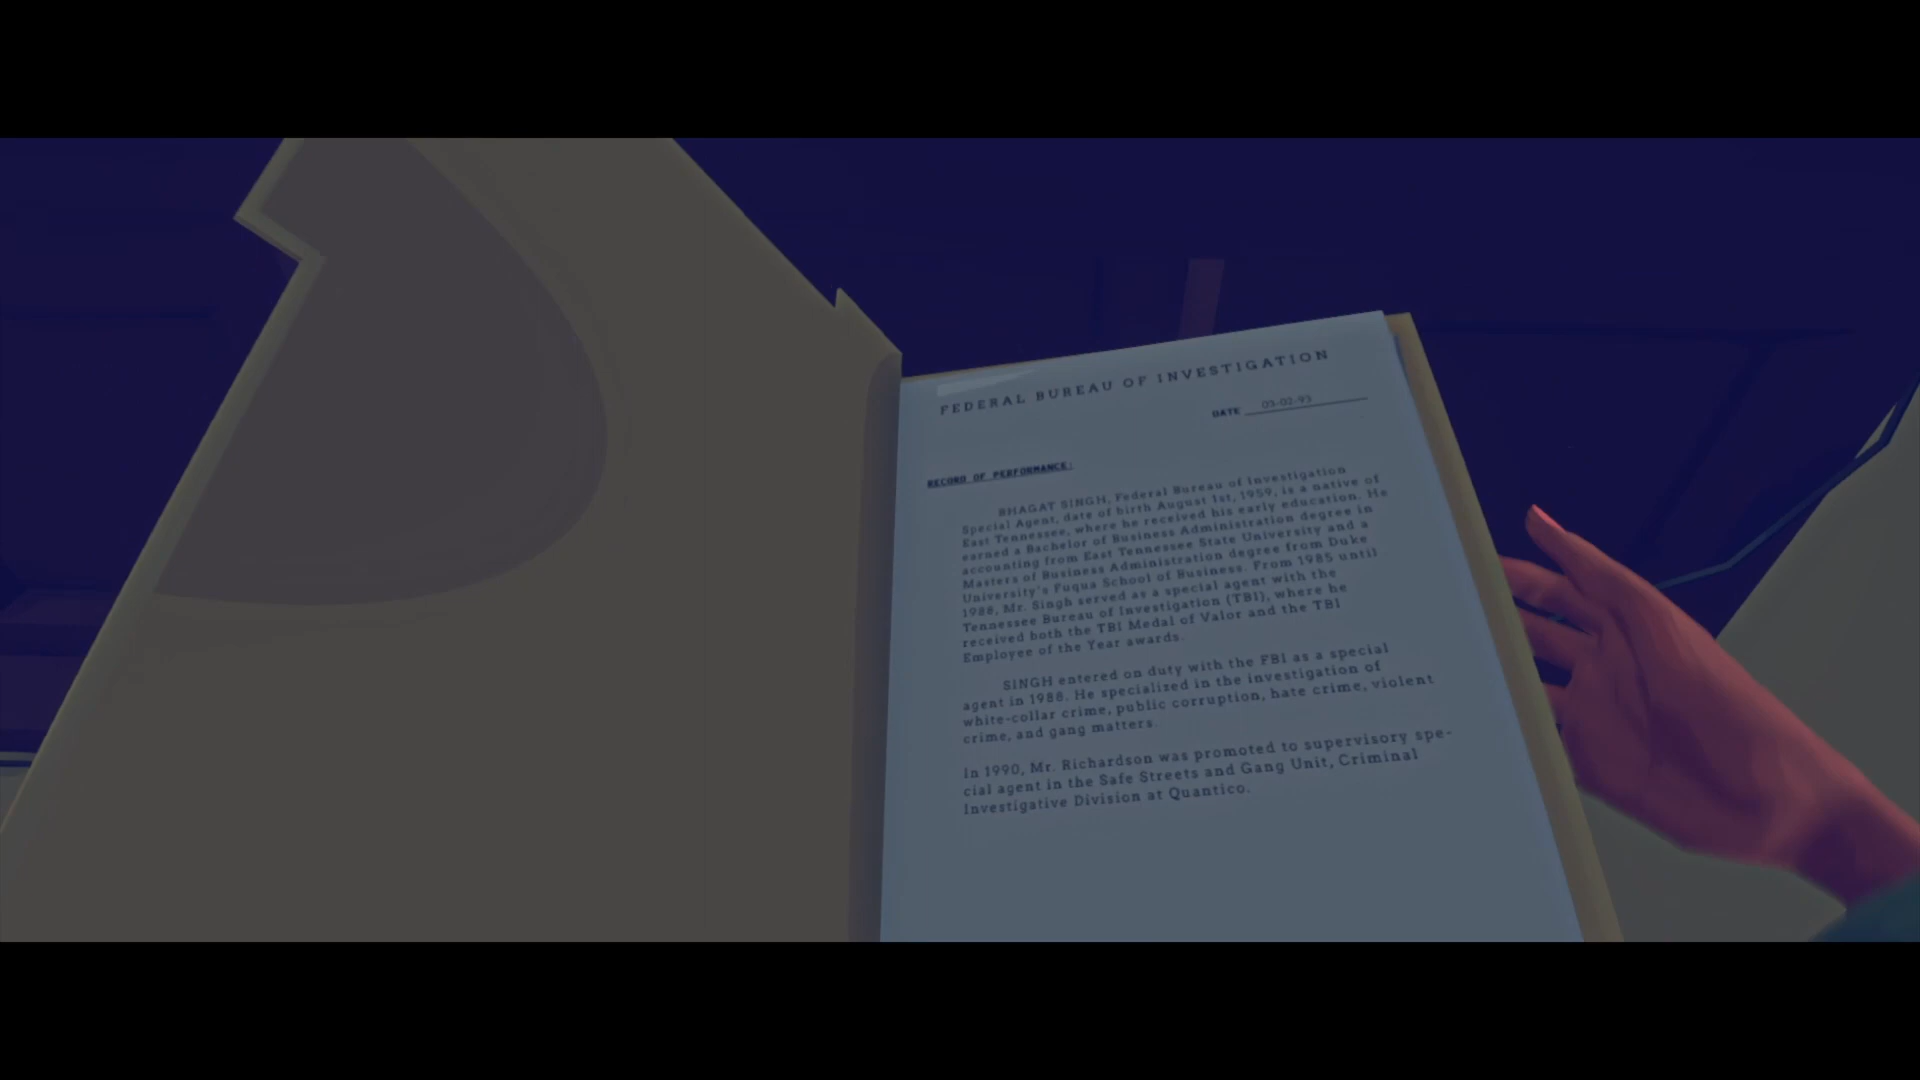 FEDERAL BUREAU OF INVESTIGATION
DATE 03-02-93
RECORD OF PERFORMANCE:
BHAGAT SINGH, Federal Bureau of Investigation
Special Agent, date of birth August 1st, 1959, is a native of
East Tennessee, where he received his early education. He
earned a Bachelor of Business Administration degree in
accounting from East Tennessee State University and a
Masters of Business Administration degree from Duke
University's Fuqua School of Business. From 1985 until
1988, Mr. Singh served as a special agent with the
Tennessee Bureau of Investigation (TBI), where he
received both the TBI Medal of Valor and the TBI
Employee of the Year awards.
SINGH entered on duty with the FBI as a special
agent in 1988. He specialized in the investigation of
white-collar crime, public corruption, hate crime, violent
crime, and gang matters.
In 1990, Mr. Richardson was promoted to supervisory spe-
cial agent in the Safe Streets and Gang Unit, Criminal
Investigative Division at Quantico.